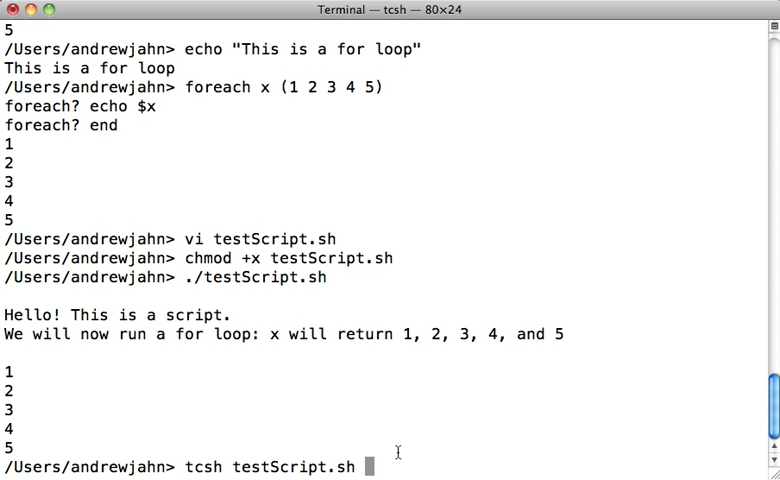 Terminal — tcsh — 80×24
5
/Users/andrewjahn> echo "This is a for loop"
This is a for loop
/Users/andrewjahn> foreach x (1 2 3 4 5)
foreach? echo $x
foreach? end
1
2
3
4
5
/Users/andrewjahn> vi testScript.sh
/Users/andrewjahn> chmod +x testScript.sh
/Users/andrewjahn> ./testScript.sh
Hello! This is a script.
We will now run a for loop: x will return 1, 2, 3, 4, and 5
1
2
3
4
5
/Users/andrewjahn> tcsh testScript.sh